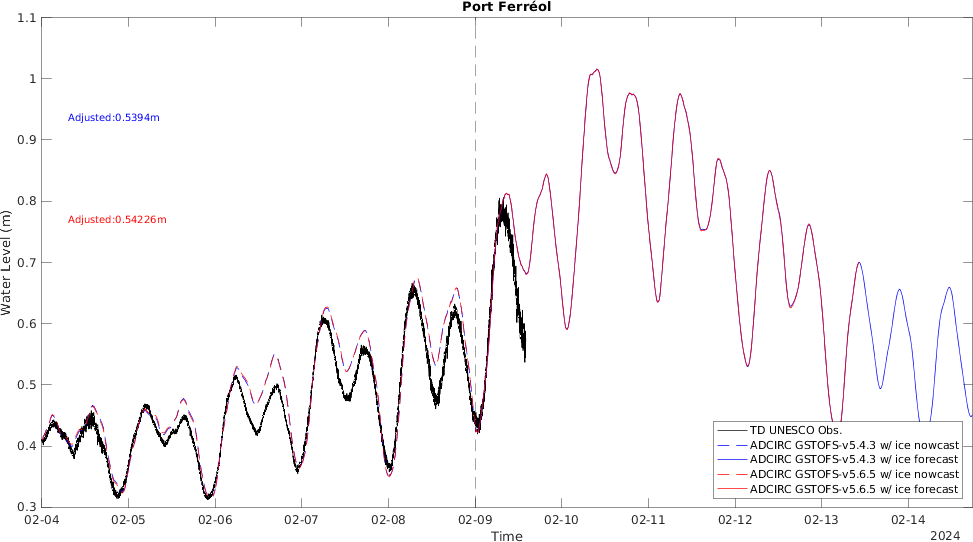 Port Ferréol
1.1
1
0.9
0.8
0.7
0.6
0.5
0.4
0.3
Water Level (m)
Adjusted:0.5394m
Adjusted:0.54226m
TD UNESCO Obs.
ADCIRC GSTOFS-v5.4.3 w/ ice nowcast
ADCIRC GSTOFS-v5.4.3 w/ ice forecast
ADCIRC GSTOFS-v5.6.5 w/ ice nowcast
ADCIRC GSTOFS-v5.6.5 w/ ice forecast
02-04 02-05 02-06 02-07 02-08 02-09 02-10 02-11 02-12 02-13 02-14
Time
2024